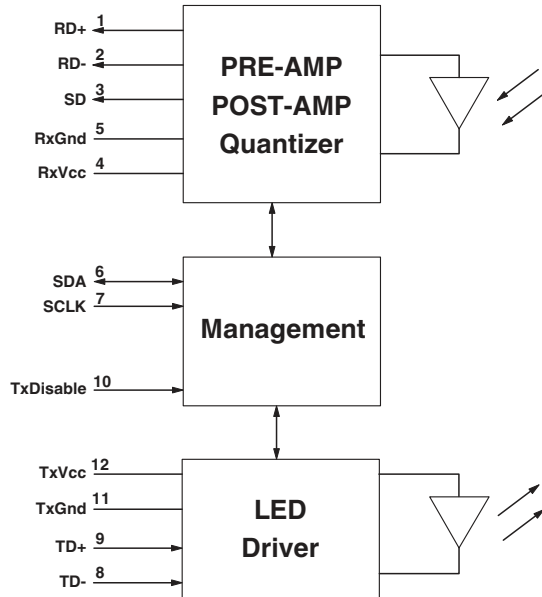 RD+ 1
RD- 2
SD 3
RxGnd 5
RxVcc 4
PRE-AMP
POST-AMP
Quantizer
SDA 6
SCLK 7
TxDisable 10
Management
TxVcc 12
TxGnd 11
TD+ 9
TD- 8
LED
Driver